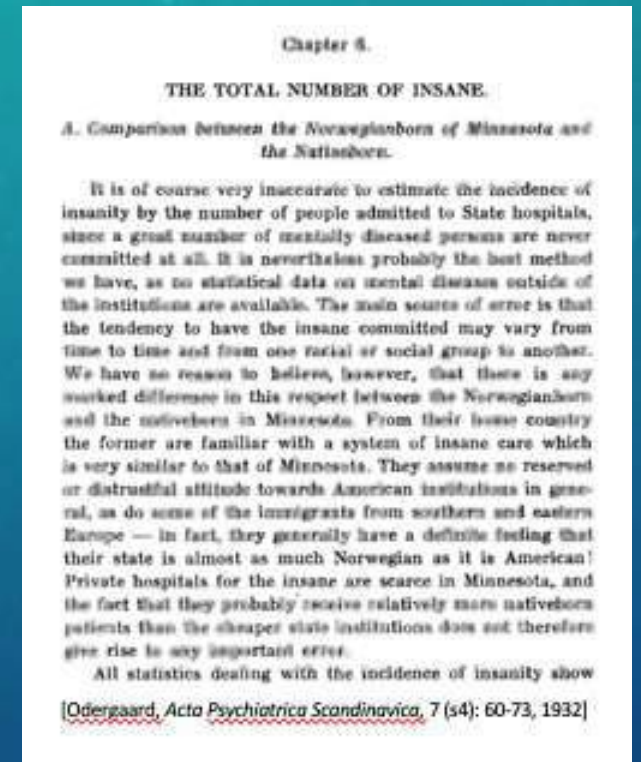 Chapter 6.
THE TOTAL NUMBER OF INSANE.
A. Comparison between the Norwegianborn of Minnesota and
the Nativeborn.
It is of course very inaccurate to estimate the incidence of
insanity by the number of people admitted to State hospitals,
since a great number of mentally diseased persons are never
committed at all. It is nevertheless probably the best method
we have, as no statistical data on mental diseases outside of
the institutions are available. The main source of error is that
the tendency to have the insane committed may vary from
time to time and from one racial or social group to another.
We have no reason to believe, however, that there is any
marked difference in this respect between the Norwegianborn
and the nativeborn in Minnesota. From their home country
the former are familiar with a system of insane care which
is very similar to that of Minnesota. They assume no reserved
or distrustful attitude towards American institutions in gene-
ral, as do some of the immigrants from southern and eastern
Europe — in fact, they generally have a definite feeling that
their state is almost as much Norwegian as it is American!
Private hospitals for the insane are scarce in Minnesota, and
the fact that they probably receive relatively more nativeborn
patients than the cheaper state institutions does not therefore
give rise to any important error.
All statistics dealing with the incidence of insanity show
[Odergaard, Acta Psychiatrica Scandinavica, 7 (s4): 60-73, 1932]